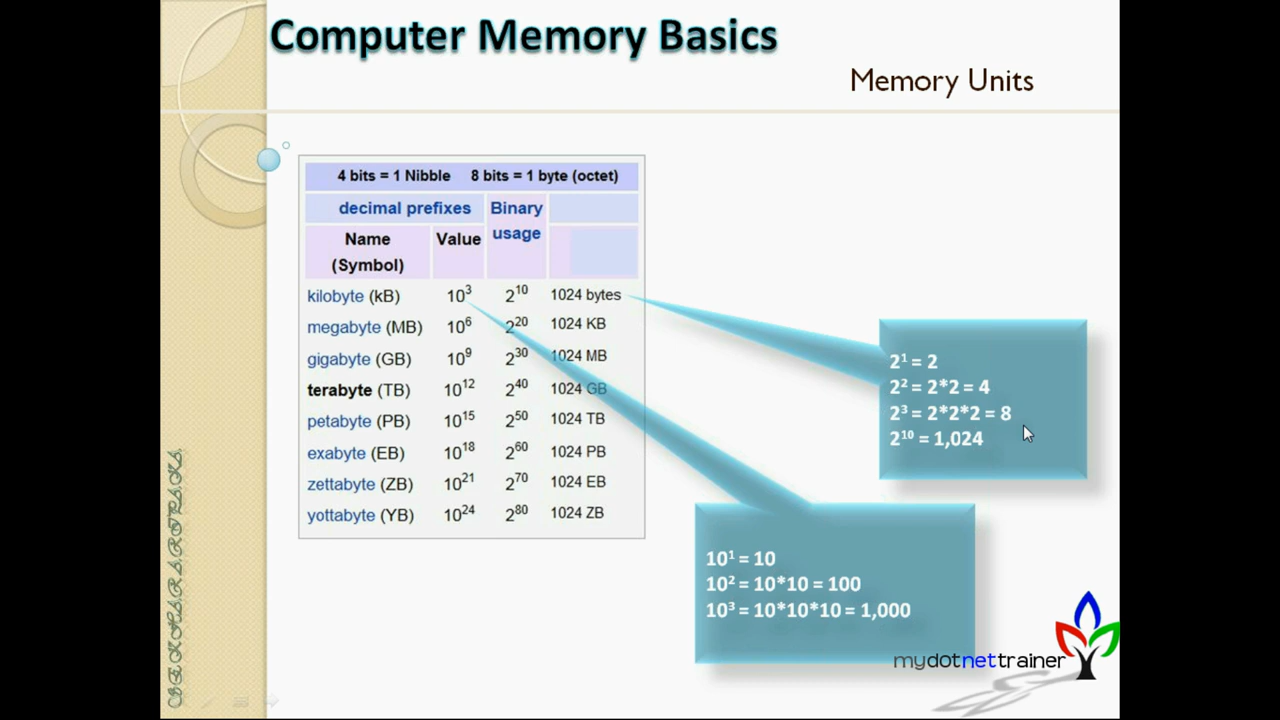 Computer Memory Basics
Memory Units
4 bits = 1 Nibble 8 bits = 1 byte (octet)
decimal prefixes Binary usage
Name (Symbol) Value
kilobyte (kB) 10³ 2¹⁰ 1024 bytes
megabyte (MB) 10⁶ 2²⁰ 1024 KB
gigabyte (GB) 10⁹ 2³⁰ 1024 MB
terabyte (TB) 10¹² 2⁴⁰ 1024 GB
petabyte (PB) 10¹⁵ 2⁵⁰ 1024 TB
exabyte (EB) 10¹⁸ 2⁶⁰ 1024 PB
zettabyte (ZB) 10²¹ 2⁷⁰ 1024 EB
yottabyte (YB) 10²⁴ 2⁸⁰ 1024 ZB
2¹ = 2
2² = 2*2 = 4
2³ = 2*2*2 = 8
2¹⁰ = 1,024
10¹ = 10
10² = 10*10 = 100
10³ = 10*10*10 = 1,000
mydotnettrainer